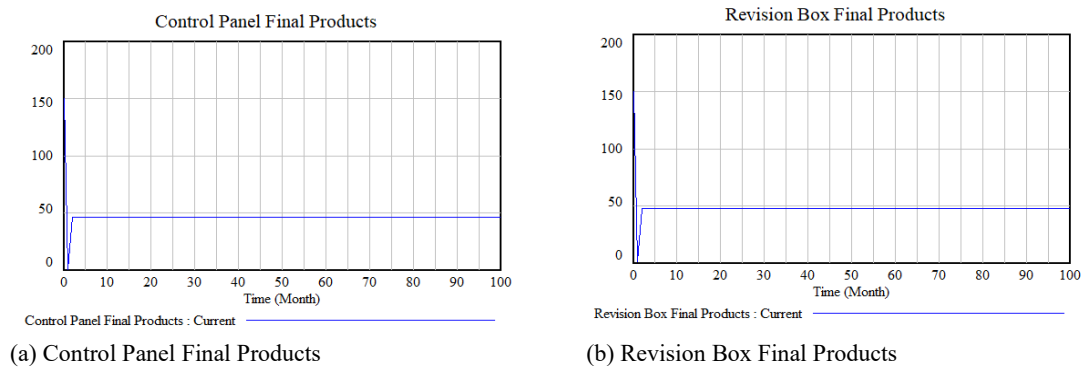 Control Panel Final Products
200
150
100
50
0
0 10 20 30 40 50 60 70 80 90 100
Time (Month)
Control Panel Final Products : Current
(a) Control Panel Final Products
Revision Box Final Products
200
150
100
50
0
0 10 20 30 40 50 60 70 80 90 100
Time (Month)
Revision Box Final Products : Current
(b) Revision Box Final Products